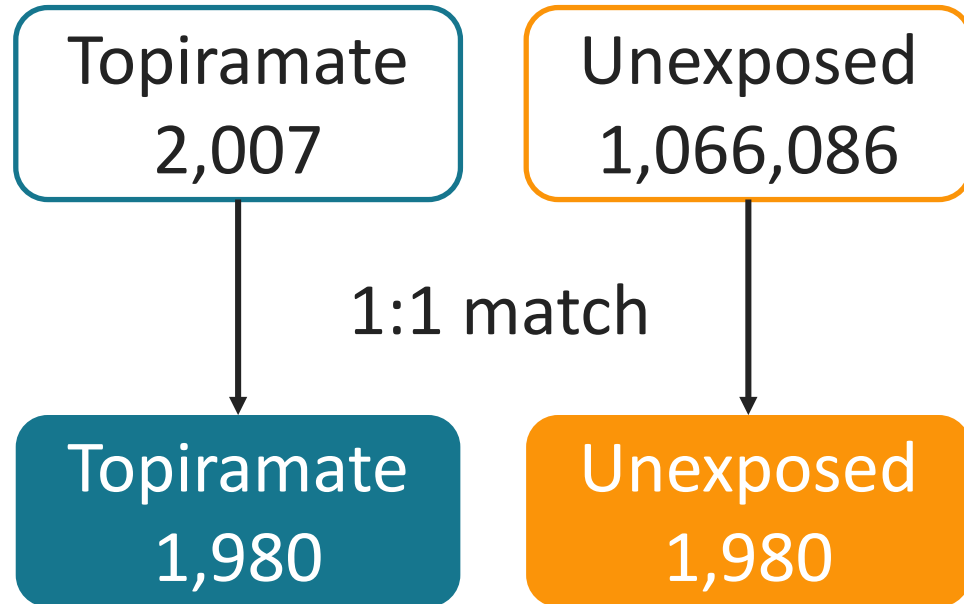 Topiramate
2,007
Unexposed
1,066,086
1:1 match
Topiramate
1,980
Unexposed
1,980